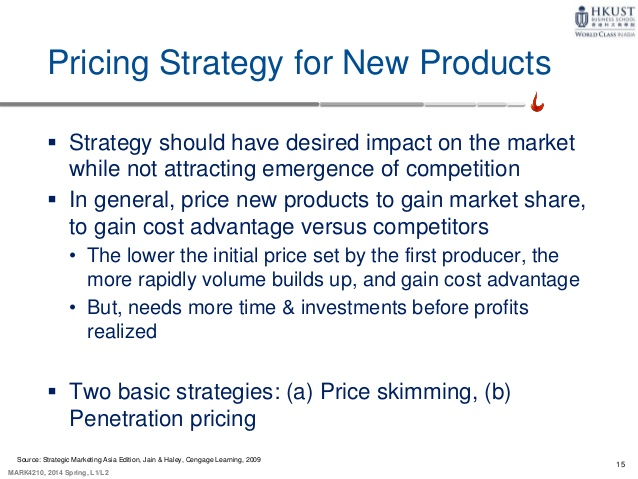 HKUST
BUSINESS SCHOOL
WORLD CLASS IN ASIA
Pricing Strategy for New Products
▪ Strategy should have desired impact on the market
while not attracting emergence of competition
▪ In general, price new products to gain market share,
to gain cost advantage versus competitors
• The lower the initial price set by the first producer, the
more rapidly volume builds up, and gain cost advantage
• But, needs more time & investments before profits
realized
▪ Two basic strategies: (a) Price skimming, (b)
Penetration pricing
Source: Strategic Marketing Asia Edition, Jain & Haley, Cengage Learning, 2009
15
MARK4210, 2014 Spring, L1/L2